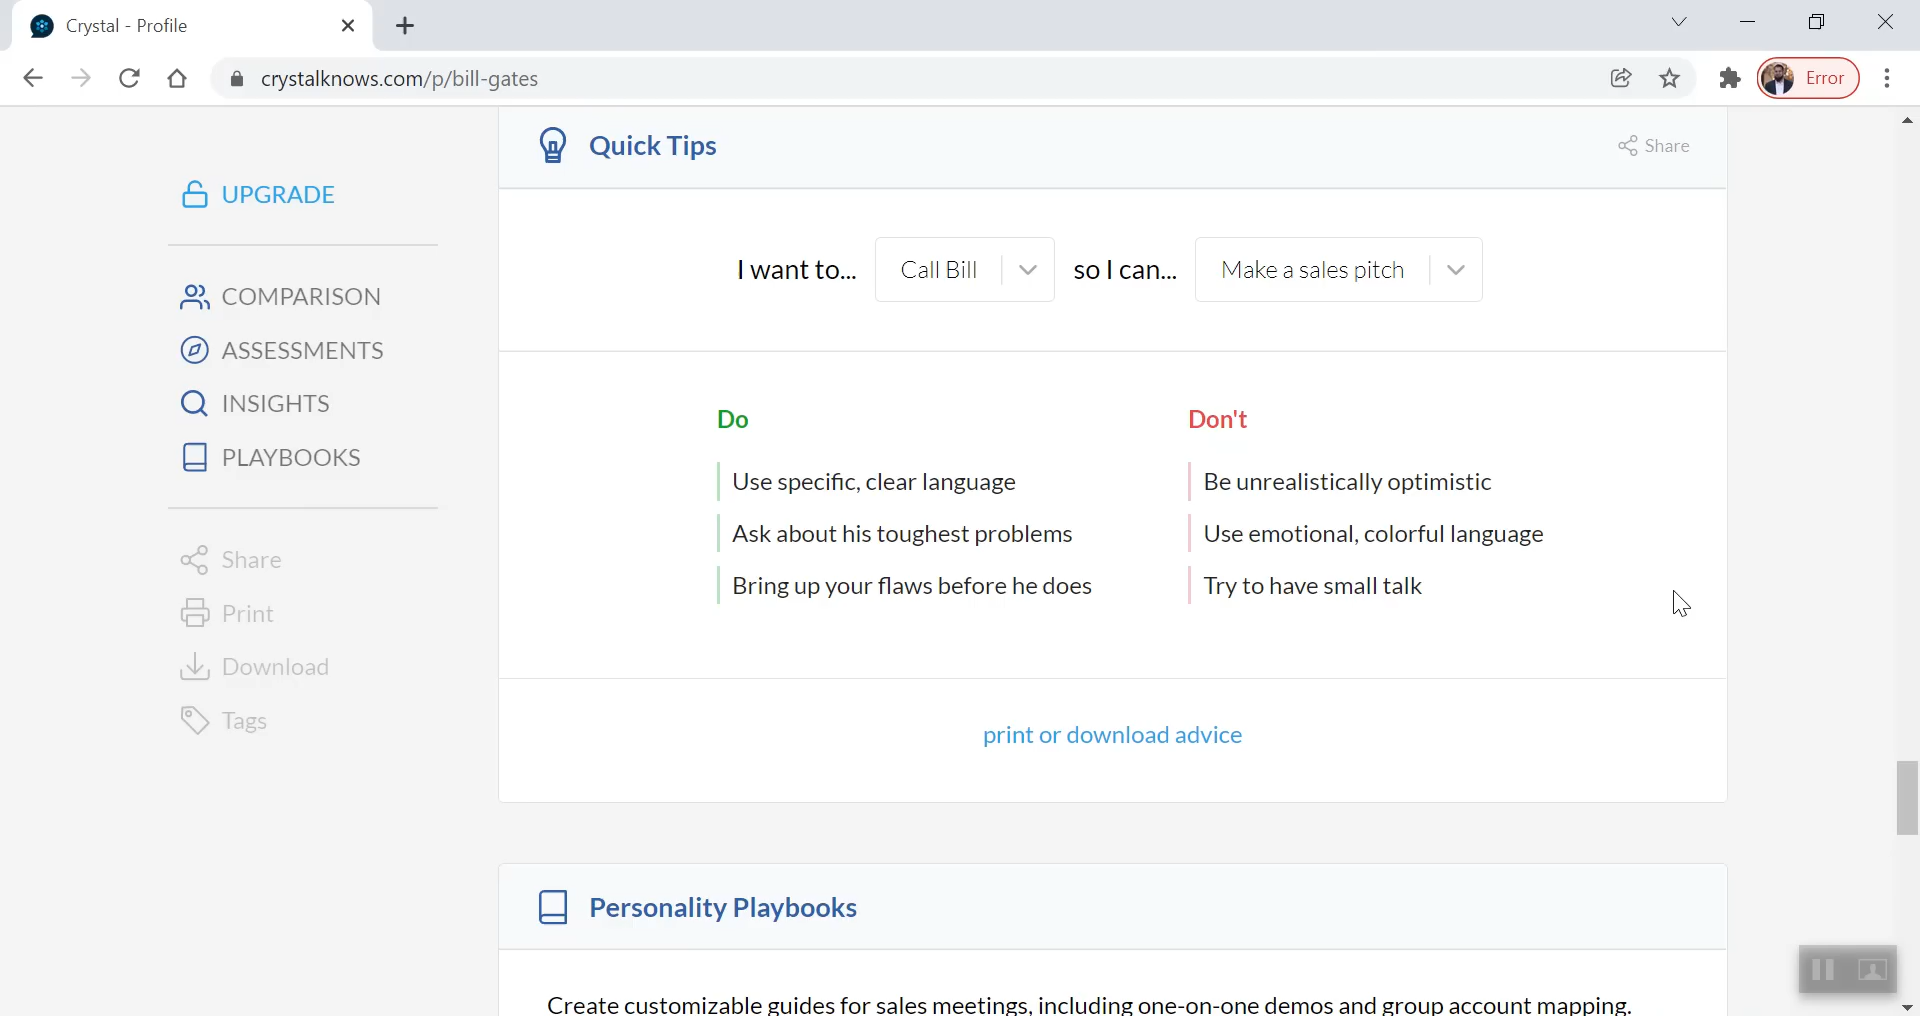 Crystal - Profile
crystalknows.com/p/bill-gates
Error
Quick Tips
Share
UPGRADE
I want to... Call Bill so I can... Make a sales pitch
COMPARISON
ASSESSMENTS
INSIGHTS
PLAYBOOKS
Do
Don't
Use specific, clear language
Be unrealistically optimistic
Ask about his toughest problems
Use emotional, colorful language
Bring up your flaws before he does
Try to have small talk
Share
Print
Download
Tags
print or download advice
Personality Playbooks
Create customizable guides for sales meetings, including one-on-one demos and group account mapping.